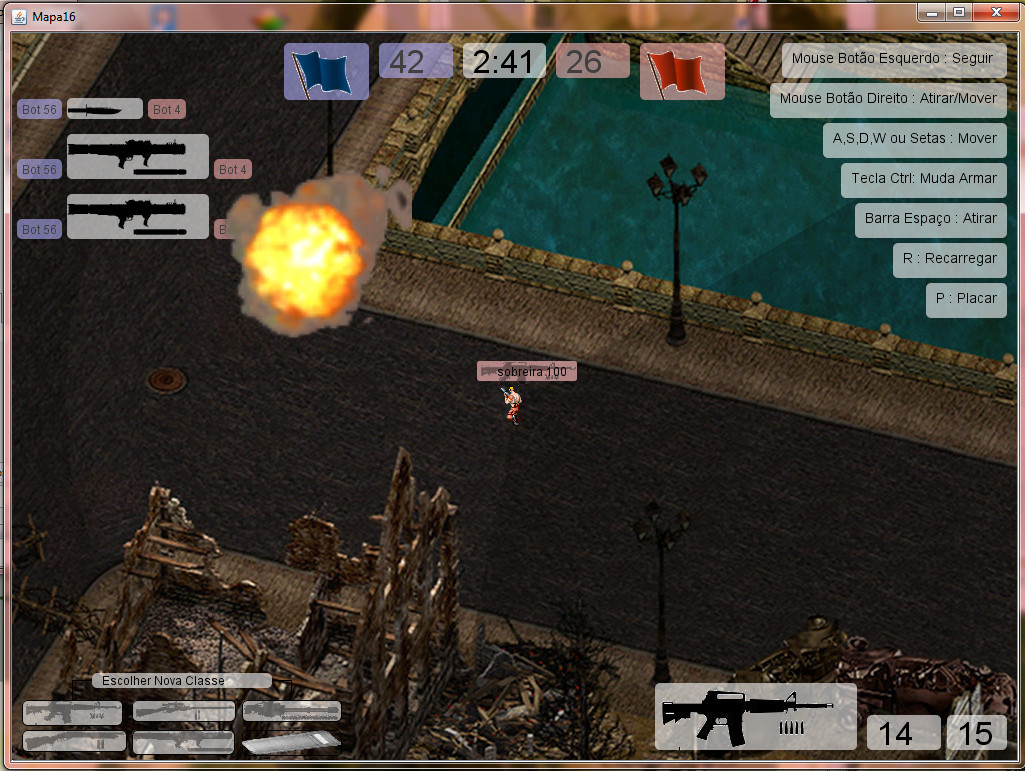 Mapa16
42 2:41 26
Mouse Botão Esquerdo : Seguir
Mouse Botão Direito : Atirar/Mover
A,S,D,W ou Setas : Mover
Tecla Ctrl: Muda Armar
Barra Espaço : Atirar
R : Recarregar
P : Placar
Bot 56 Bot 4
Bot 56 Bot 4
Bot 56 B
sobreira 100
Escolher Nova Classe
14 15